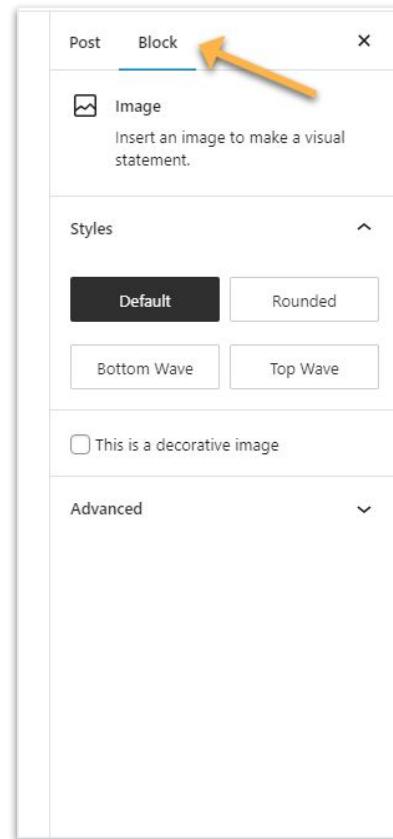 Post Block
Image
Insert an image to make a visual
statement.
Styles
Default Rounded
Bottom Wave Top Wave
This is a decorative image
Advanced